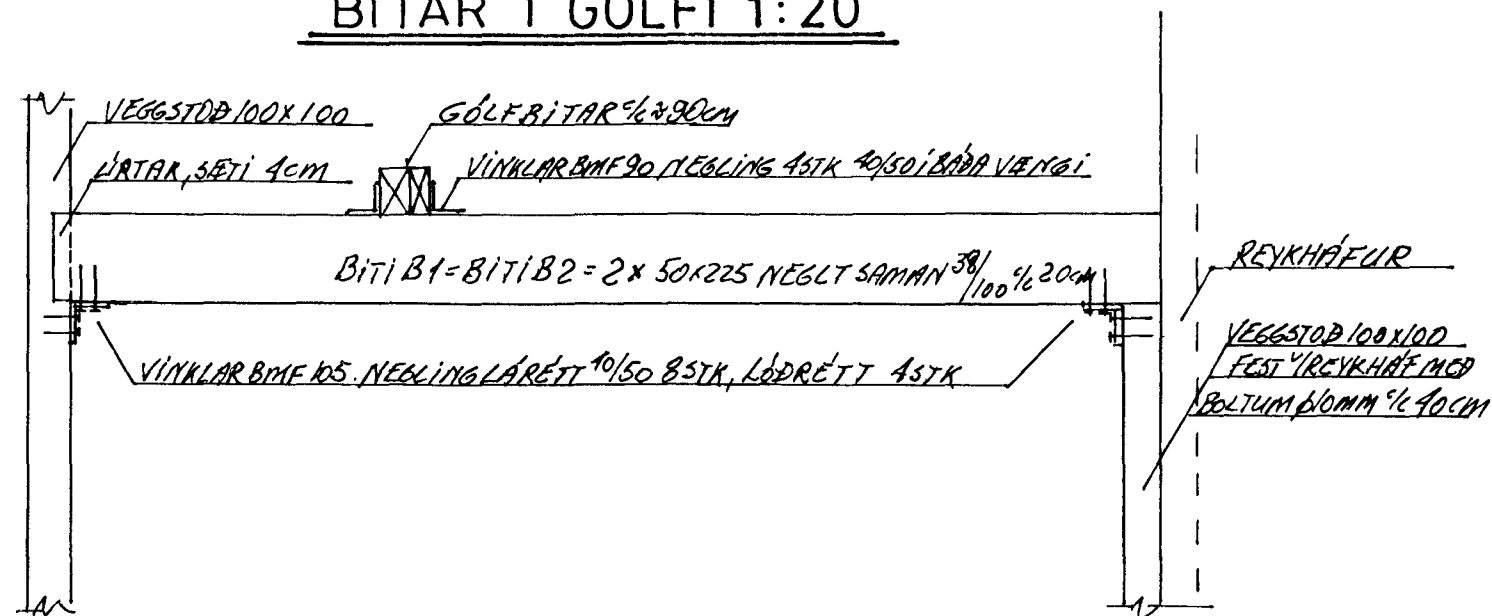 BITAR Í GÓLFI 1:20
VEGGSTOÐ 100X100
GÓLFBITAR c/c ≈ 90cm
ÚRTAK, SÆTI 4cm
VINKLAR BMF 90 NEGLING 4STK 40/50 Í BÁÐA VÆNGI
BITI B1 = BITI B2 = 2 x 50x225 NEGLT SAMAN 38/100 c/c 20cm
REYKHÁFUR
VEGGSTOÐ 100x100
FEST V/REYKHÁF MEÐ
BOLTUM ø10mm c/c 40cm
VINKLAR BMF 105. NEGLING LÁRÉTT 40/50 8STK, LÓÐRÉTT 4STK